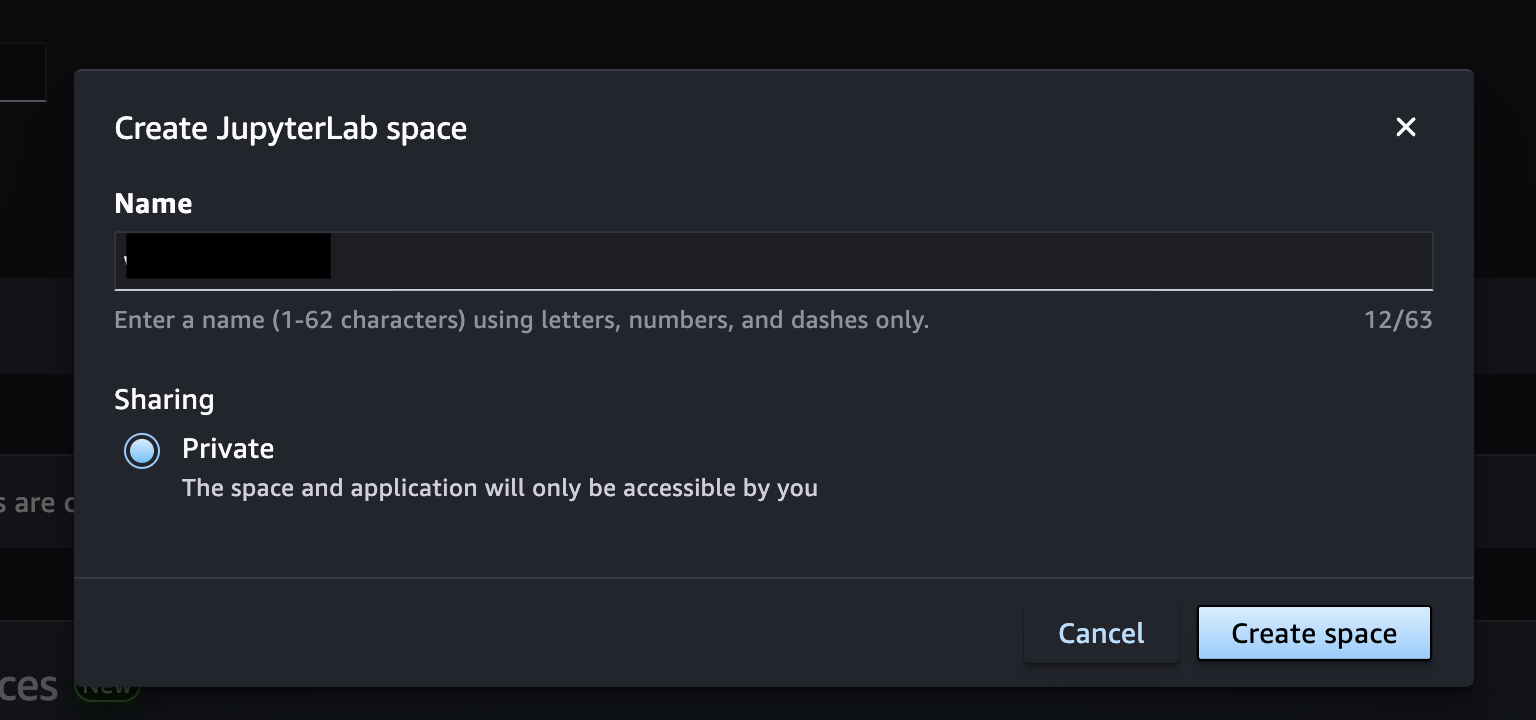 Create JupyterLab space
Name
Enter a name (1-62 characters) using letters, numbers, and dashes only.
12/63
Sharing
Private
The space and application will only be accessible by you
s are
Cancel
Create space
ces
New